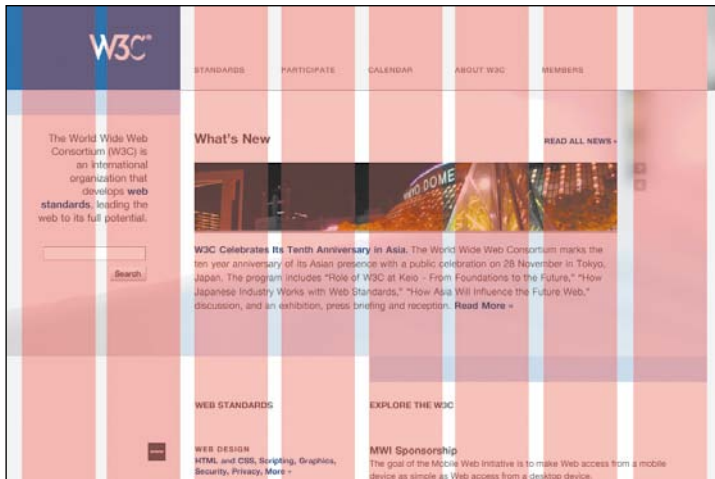 W3C®
STANDARDS PARTICIPATE CALENDAR ABOUT W3C MEMBERS
The World Wide Web
Consortium (W3C) is
an international
organization that
develops web
standards, leading the
web to its full potential.
Search
What's New
READ ALL NEWS »
TOKYO DOME
W3C Celebrates Its Tenth Anniversary in Asia. The World Wide Web Consortium marks the
ten year anniversary of its Asian presence with a public celebration on 28 November in Tokyo,
Japan. The program includes "Role of W3C at Keio - From Foundations to the Future," "How
Japanese Industry Works with Web Standards," "How Asia Will Influence the Future Web,"
discussion, and an exhibition, press briefing and reception. Read More »
WEB STANDARDS
EXPLORE THE W3C
WEB DESIGN
HTML and CSS, Scripting, Graphics,
Security, Privacy, More »
MWI Sponsorship
The goal of the Mobile Web Initiative is to make Web access from a mobile
device as simple as Web access from a desktop device.